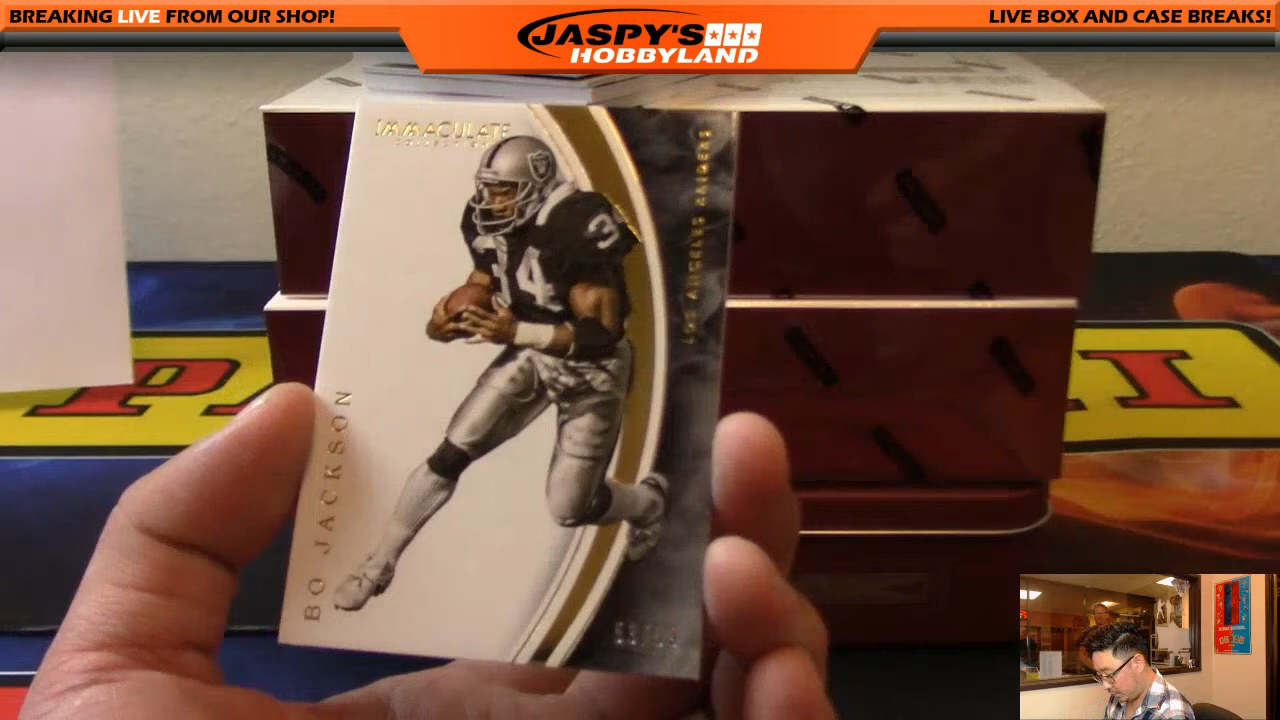 BREAKING LIVE FROM OUR SHOP!
JASPY'S
HOBBYLAND
LIVE BOX AND CASE BREAKS!
IMMACULATE
COLLECTION
LOS ANGELES RAIDERS
34
BO JACKSON